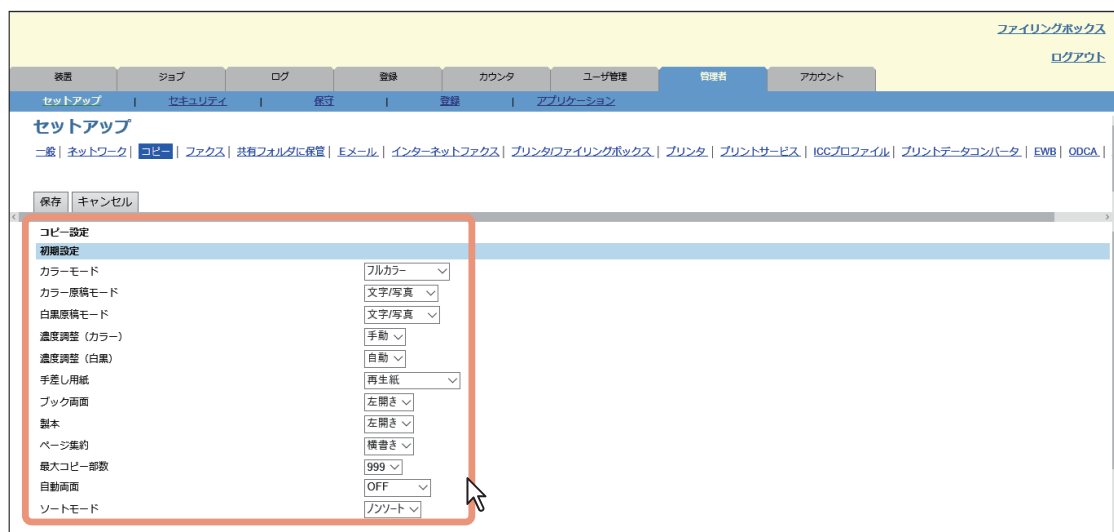 ファイリングボックス
ログアウト
装置 ジョブ ログ 登録 カウンタ ユーザ管理 管理者 アカウント
セットアップ | セキュリティ | 保守 | 登録 | アプリケーション
セットアップ
一般 | ネットワーク | コピー | ファクス | 共有フォルダに保管 | Eメール | インターネットファクス | プリンタ/ファイリングボックス | プリンタ | プリントサービス | ICCプロファイル | プリントデータコンバータ | EWB | ODCA |
保存 キャンセル
コピー設定
初期設定
カラーモード フルカラー
カラー原稿モード 文字/写真
白黒原稿モード 文字/写真
濃度調整（カラー） 手動
濃度調整（白黒） 自動
手差し用紙 再生紙
ブック両面 左開き
製本 左開き
ページ集約 横書き
最大コピー部数 999
自動両面 OFF
ソートモード ノンソート